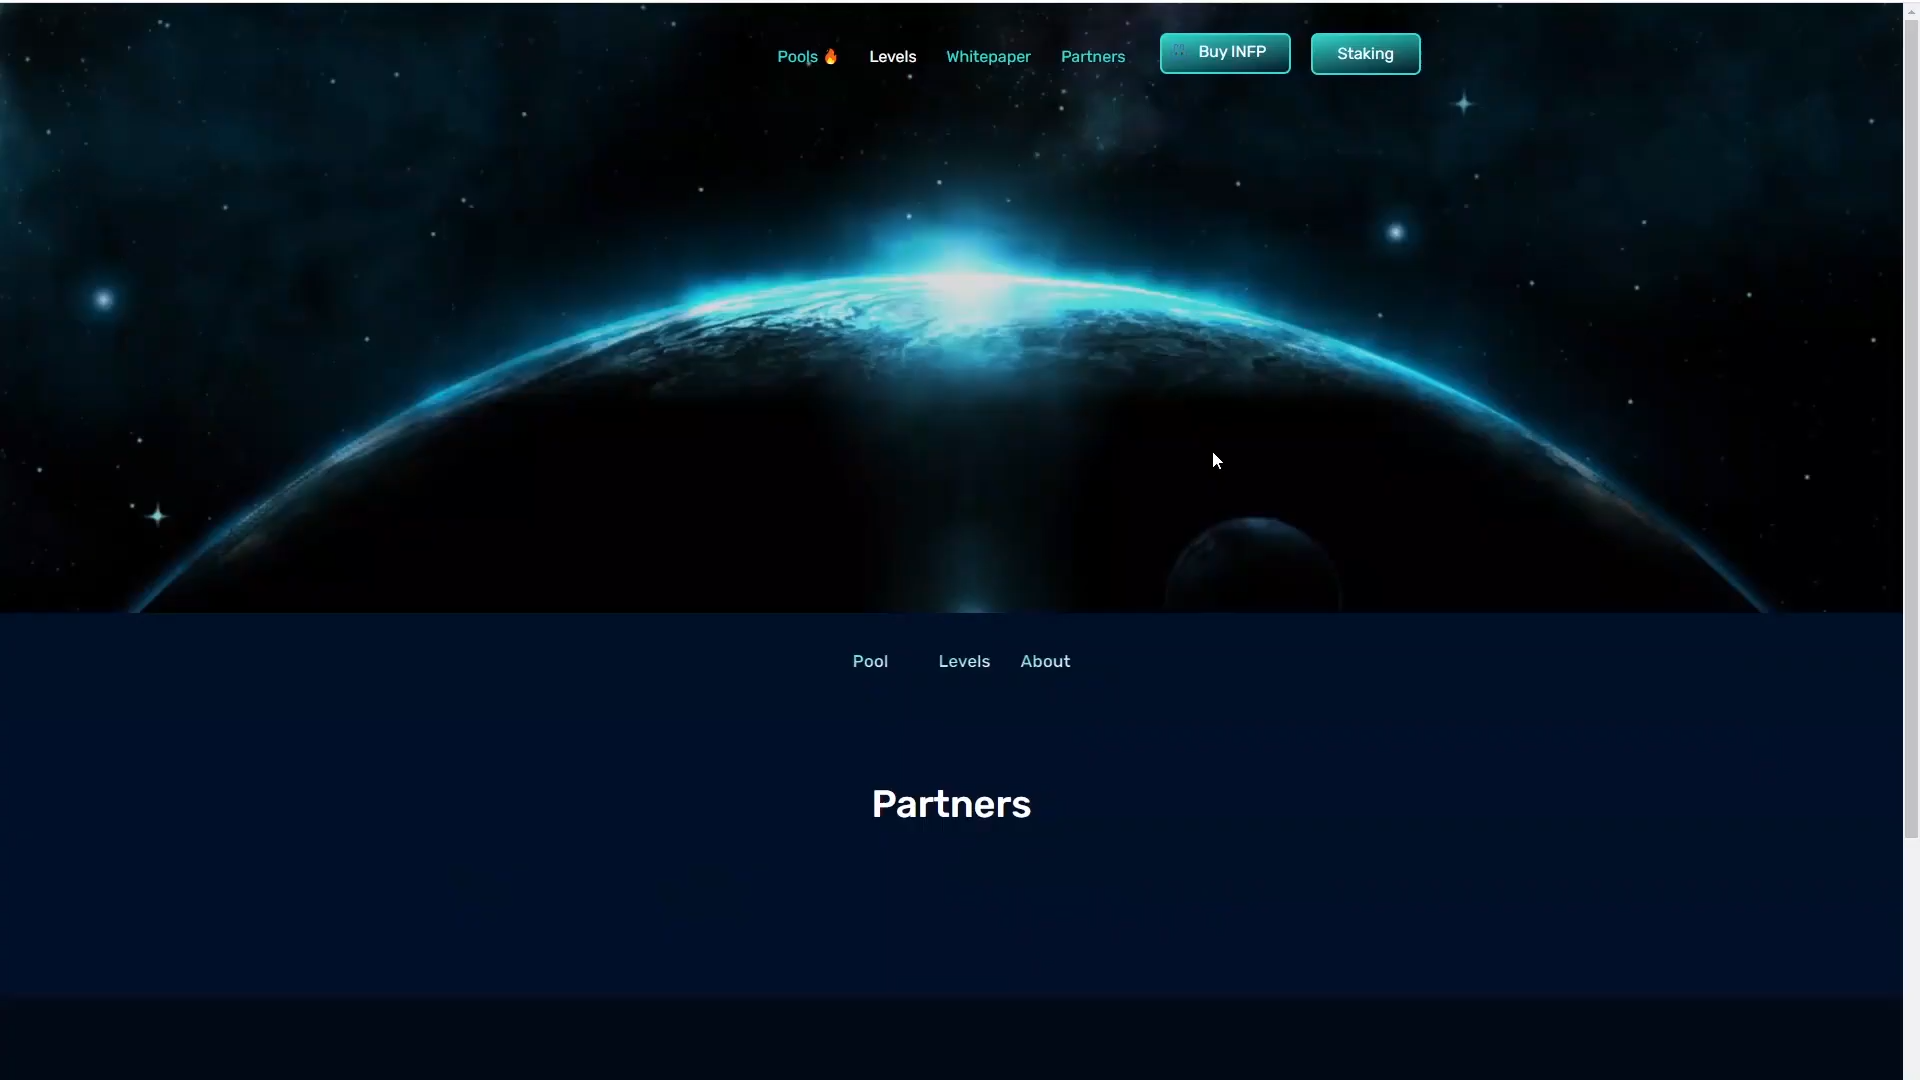 Pools 🔥 Levels Whitepaper Partners Buy INFP Staking
Pool Levels About
Partners